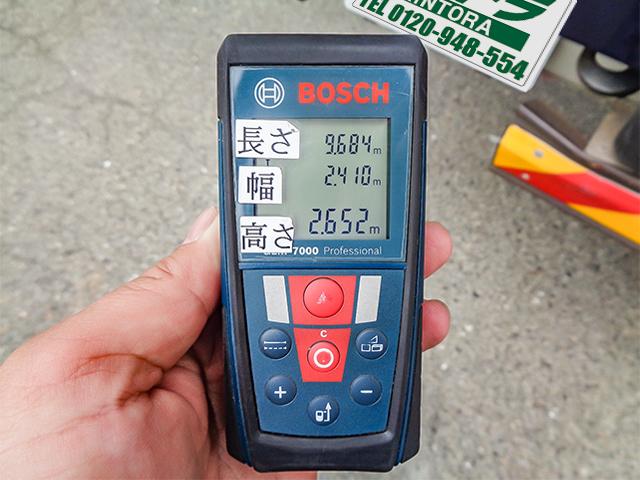 INTORA
TEL 0120-948-554
BOSCH
長さ 9.684m
幅 2.410m
高さ 2.652m
7000 Professional
C